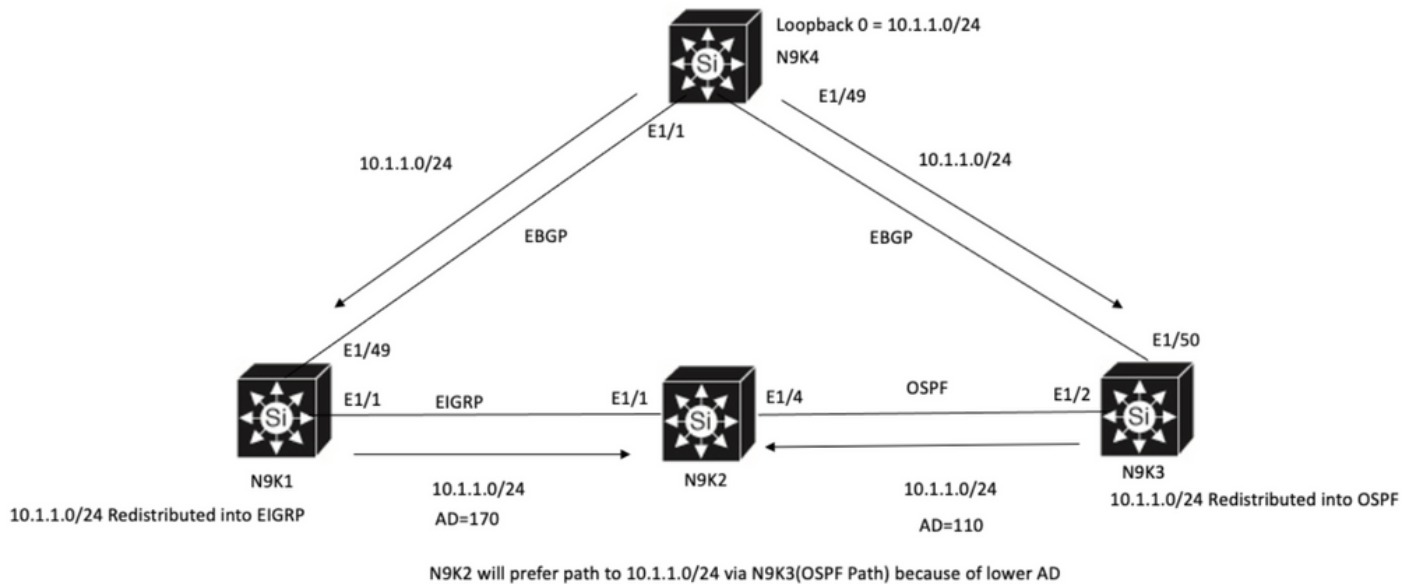 Loopback 0 = 10.1.1.0/24
Si
N9K4
E1/49
E1/1
10.1.1.0/24
10.1.1.0/24
EBGP
EBGP
E1/49
E1/50
Si
E1/1
EIGRP
E1/1
Si
E1/4
OSPF
E1/2
Si
N9K1
N9K2
N9K3
10.1.1.0/24 Redistributed into EIGRP
10.1.1.0/24
AD=170
10.1.1.0/24
AD=110
10.1.1.0/24 Redistributed into OSPF
N9K2 will prefer path to 10.1.1.0/24 via N9K3(OSPF Path) because of lower AD